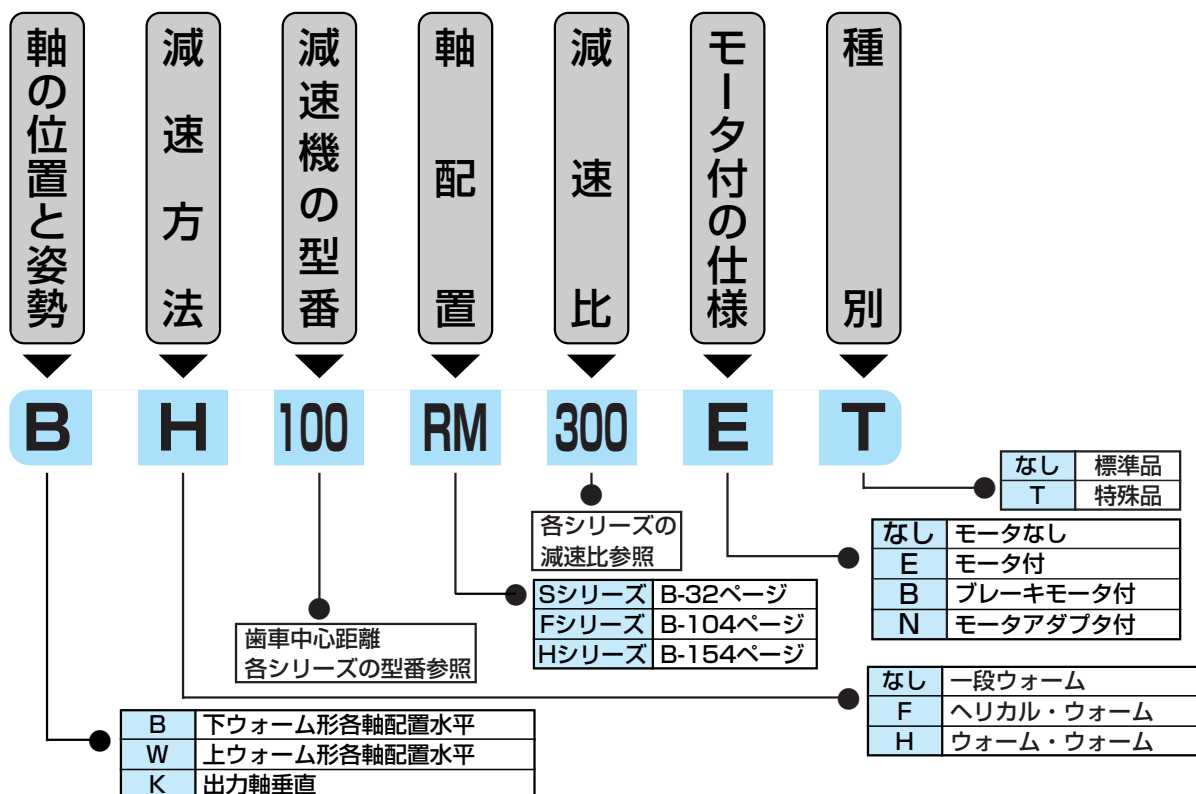 軸の位置と姿勢
減速方法
減速機の型番
軸配置
減速比
モータ付の仕様
種別
B H 100 RM 300 E T
なし 標準品
T 特殊品
各シリーズの
減速比参照
なし モータなし
E モータ付
B ブレーキモータ付
N モータアダプタ付
Sシリーズ B-32ページ
Fシリーズ B-104ページ
Hシリーズ B-154ページ
歯車中心距離
各シリーズの型番参照
なし 一段ウォーム
F ヘリカル・ウォーム
H ウォーム・ウォーム
B 下ウォーム形各軸配置水平
W 上ウォーム形各軸配置水平
K 出力軸垂直